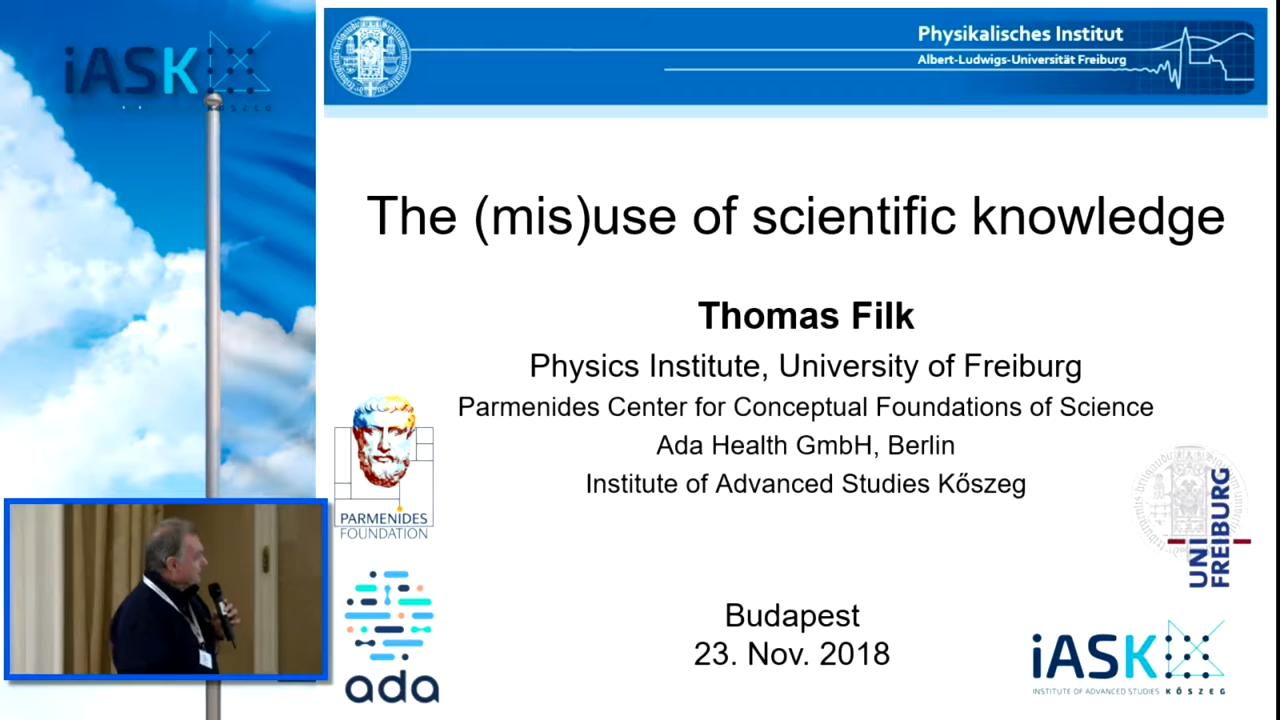 iASK
KŐSZEG
Physikalisches Institut
Albert-Ludwigs-Universität Freiburg
The (mis)use of scientific knowledge
Thomas Filk
Physics Institute, University of Freiburg
Parmenides Center for Conceptual Foundations of Science
Ada Health GmbH, Berlin
Institute of Advanced Studies Kőszeg
PARMENIDES
FOUNDATION
UNI
FREIBURG
ada
Budapest
23. Nov. 2018
iASK
INSTITUTE OF ADVANCED STUDIES KŐSZEG